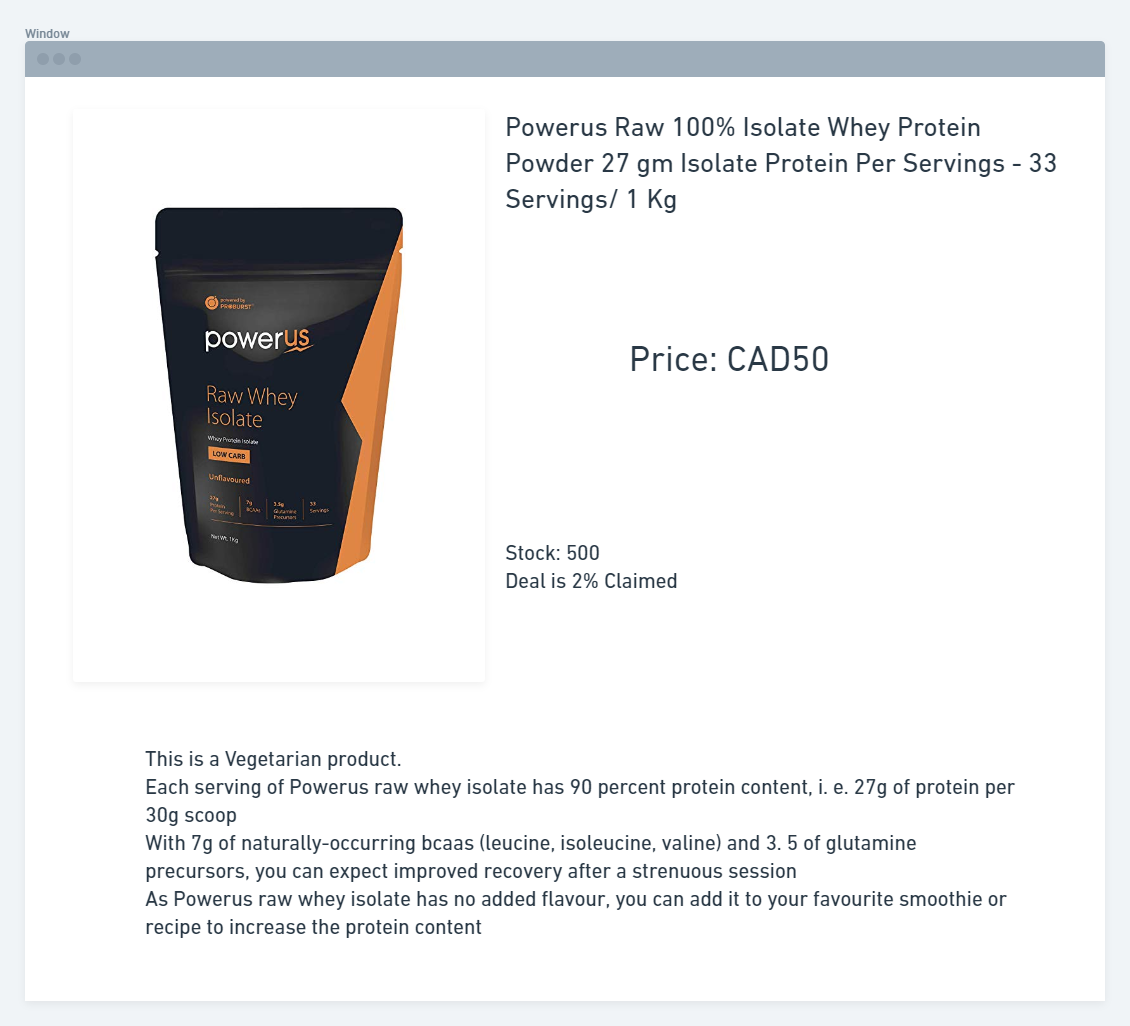 Window
Powerus Raw 100% Isolate Whey Protein
Powder 27 gm Isolate Protein Per Servings - 33
Servings/ 1 Kg
powered by
PROBURST
powerus
Raw Whey
Isolate
Whey Protein Isolate
LOW CARB
Unflavoured
27g
Protein
Per Serving
7g
BCAAs
3.5g
Glutamine
Precursors
33
Servings
Net Wt. 1Kg
Price: CAD50
Stock: 500
Deal is 2% Claimed
This is a Vegetarian product.
Each serving of Powerus raw whey isolate has 90 percent protein content, i. e. 27g of protein per
30g scoop
With 7g of naturally-occurring bcaas (leucine, isoleucine, valine) and 3. 5 of glutamine
precursors, you can expect improved recovery after a strenuous session
As Powerus raw whey isolate has no added flavour, you can add it to your favourite smoothie or
recipe to increase the protein content